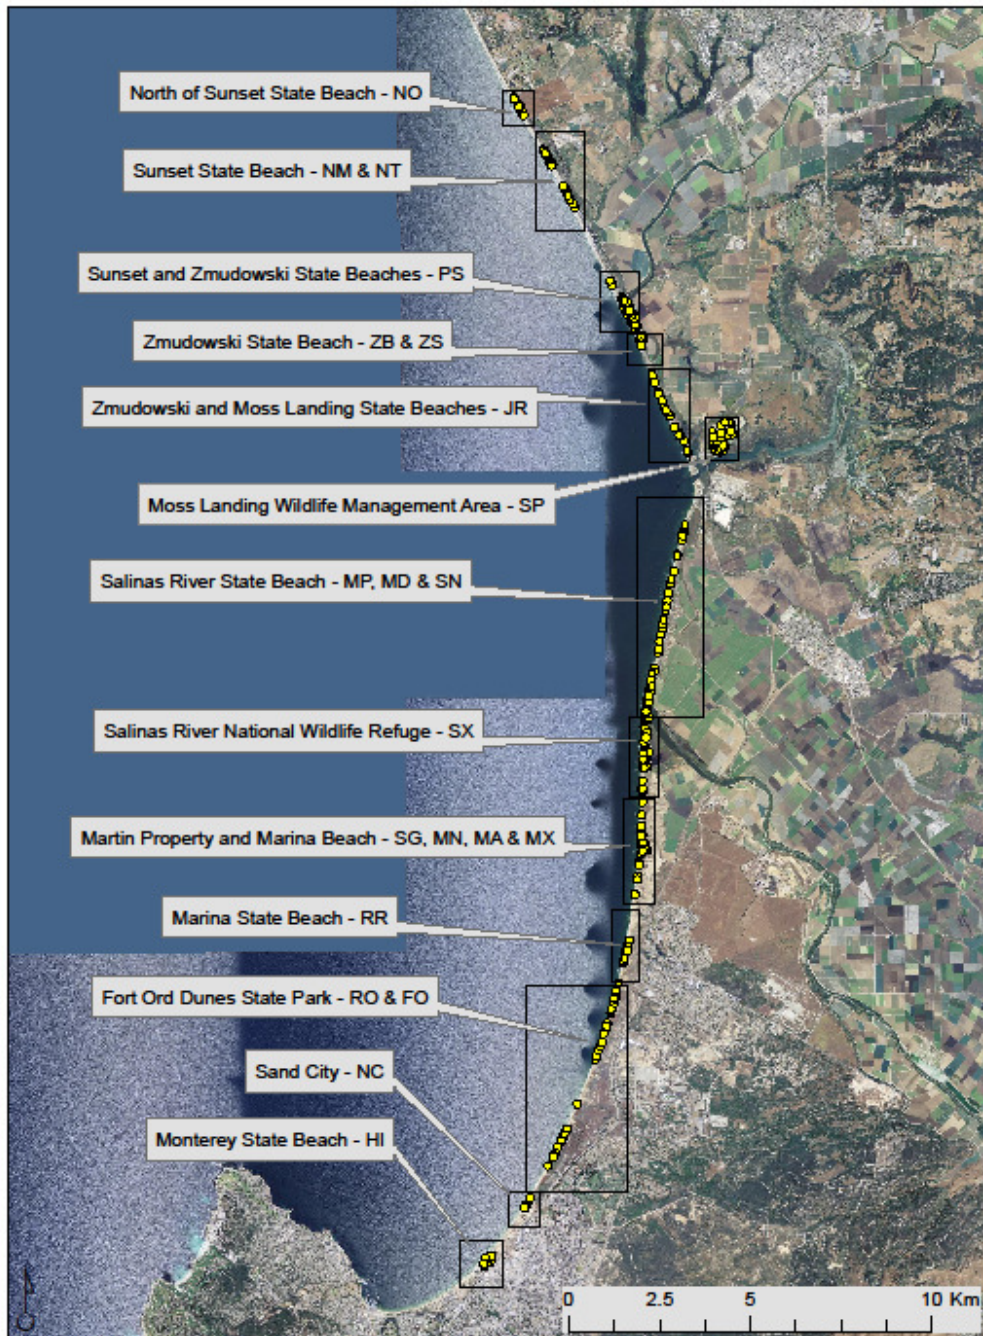 North of Sunset State Beach - NO
Sunset State Beach - NM & NT
Sunset and Zmudowski State Beaches - PS
Zmudowski State Beach - ZB & ZS
Zmudowski and Moss Landing State Beaches - JR
Moss Landing Wildlife Management Area - SP
Salinas River State Beach - MP, MD & SN
Salinas River National Wildlife Refuge - SX
Martin Property and Marina Beach - SG, MN, MA & MX
Marina State Beach - RR
Fort Ord Dunes State Park - RO & FO
Sand City - NC
Monterey State Beach - HI
0 2.5 5 10 Km